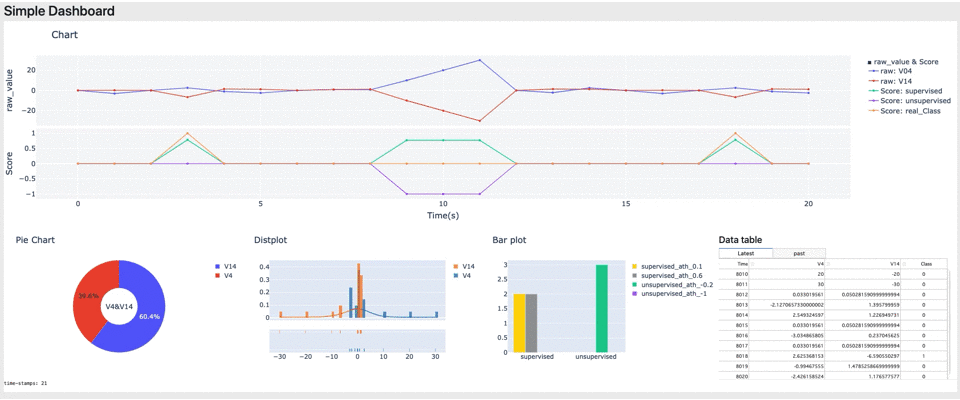 Simple Dashboard
Chart
raw_value
20
0
−20
Score
1
0.5
0
−0.5
−1
0
5
10
15
20
Time(s)
raw_value & Score
raw: V04
raw: V14
Score: supervised
Score: unsupervised
Score: real_Class
Pie Chart
39.6%
V4&V14
60.4%
V14
V4
Distplot
0.4
0.3
0.2
0.1
0
−30
−20
−10
0
10
20
30
V14
V4
Bar plot
3
2.5
2
1.5
1
0.5
0
supervised
unsupervised
supervised_ath_0.1
supervised_ath_0.6
unsupervised_ath_-0.2
unsupervised_ath_-1
Data table
Latest past
Time V4 V14 Class
8010 20 -20 0
8011 30 -30 0
8012 0.033019561 0.050281590999999994 0
8013 -2.1270657330000002 1.395799959 0
8014 2.549324597 1.226949731 0
8015 0.033019561 0.050281590999999994 0
8016 -3.034865805 0.237045625 0
8017 0.033019561 0.050281590999999994 0
8018 2.625368153 -6.590550297 1
8019 -0.99467555 1.4785258669999999 0
8020 -2.426158524 1.176577577 0
time-stamps: 21